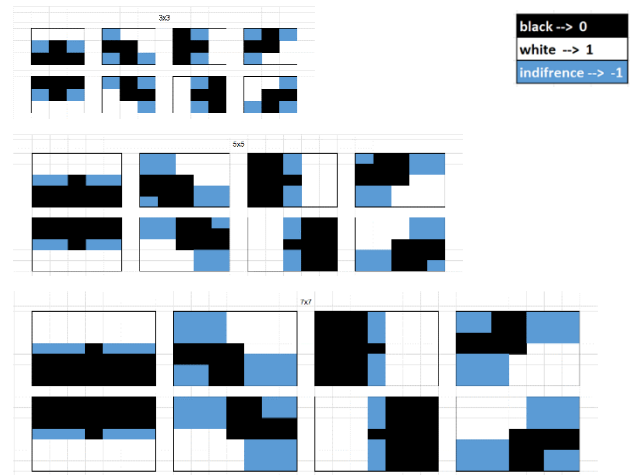 3x3
black --> 0
white --> 1
indifrence --> -1
5x5
7x7